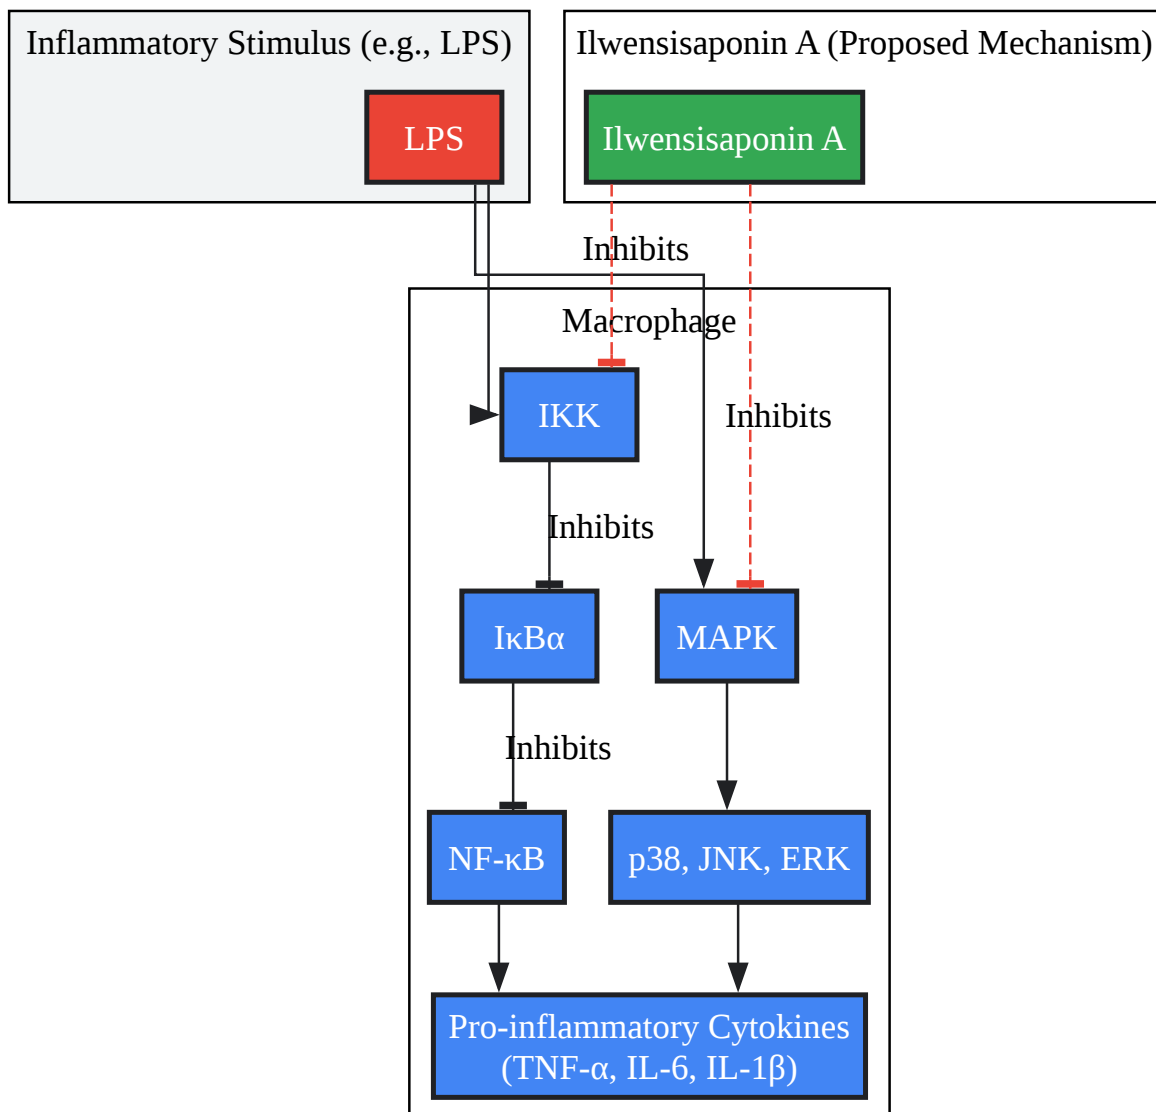 Inflammatory Stimulus (e.g., LPS)
Ilwensisaponin A (Proposed Mechanism)
LPS
Ilwensisaponin A
Inhibits
Macrophage
IKK
Inhibits
Inhibits
IκBα
MAPK
Inhibits
NF-κB
p38, JNK, ERK
Pro-inflammatory Cytokines
(TNF-α, IL-6, IL-1β)